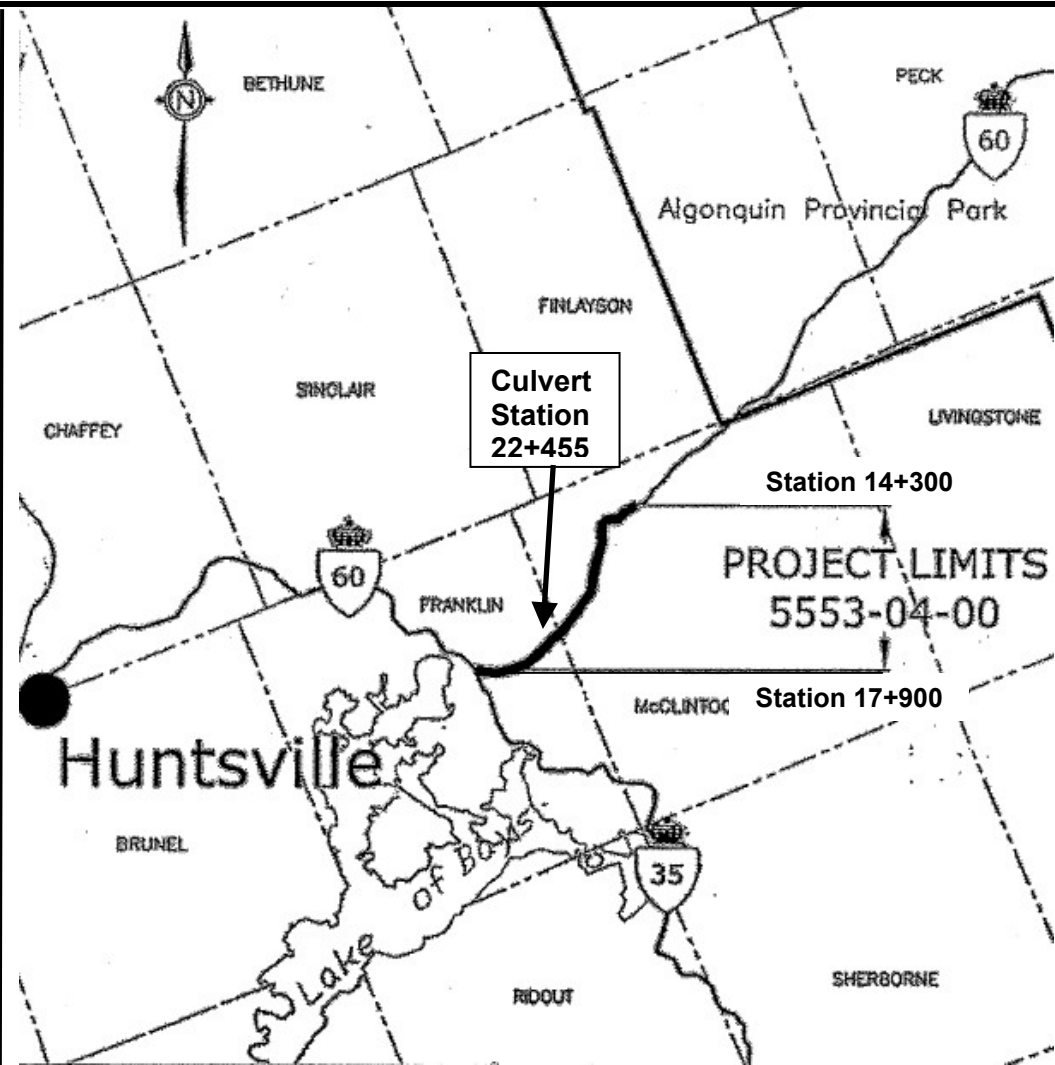 BETHUNE
N
PECK
60
Algonquin Provincial Park
FINLAYSON
SINCLAIR
CHAFFEY
Culvert
Station
22+455
LIVINGSTONE
Station 14+300
60
PROJECT LIMITS
5553-04-00
FRANKLIN
McCLINTOC
Station 17+900
Huntsville
BRUNEL
Lake of Bays
35
RIDOUT
SHERBORNE